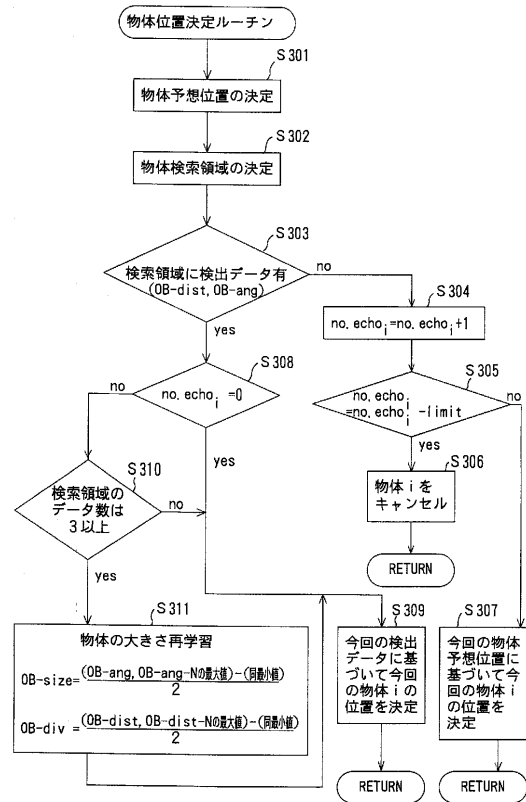 物体位置決定ルーチン
S301
物体予想位置の決定
S302
物体検索領域の決定
S303
検索領域に検出データ有
(OB-dist,OB-ang)
no
yes
S304
no.echoi=no.echoi+1
S308
no.echoi=0
no
yes
S305
no.echoi
=no.echoi-limit
no
yes
S306
物体iを
キャンセル
RETURN
S310
検索領域の
データ数は
3以上
no
yes
S311
物体の大きさ再学習
OB-size=(OB-ang,OB-ang-Nの最大値)-(同最小値)
2
OB-div=(OB-dist,OB-dist-Nの最大値)-(同最小値)
2
S309
今回の検出
データに基
づいて今回
の物体iの
位置を決定
RETURN
S307
今回の物体
予想位置に
基づいて今
回の物体i
の位置を
決定
RETURN